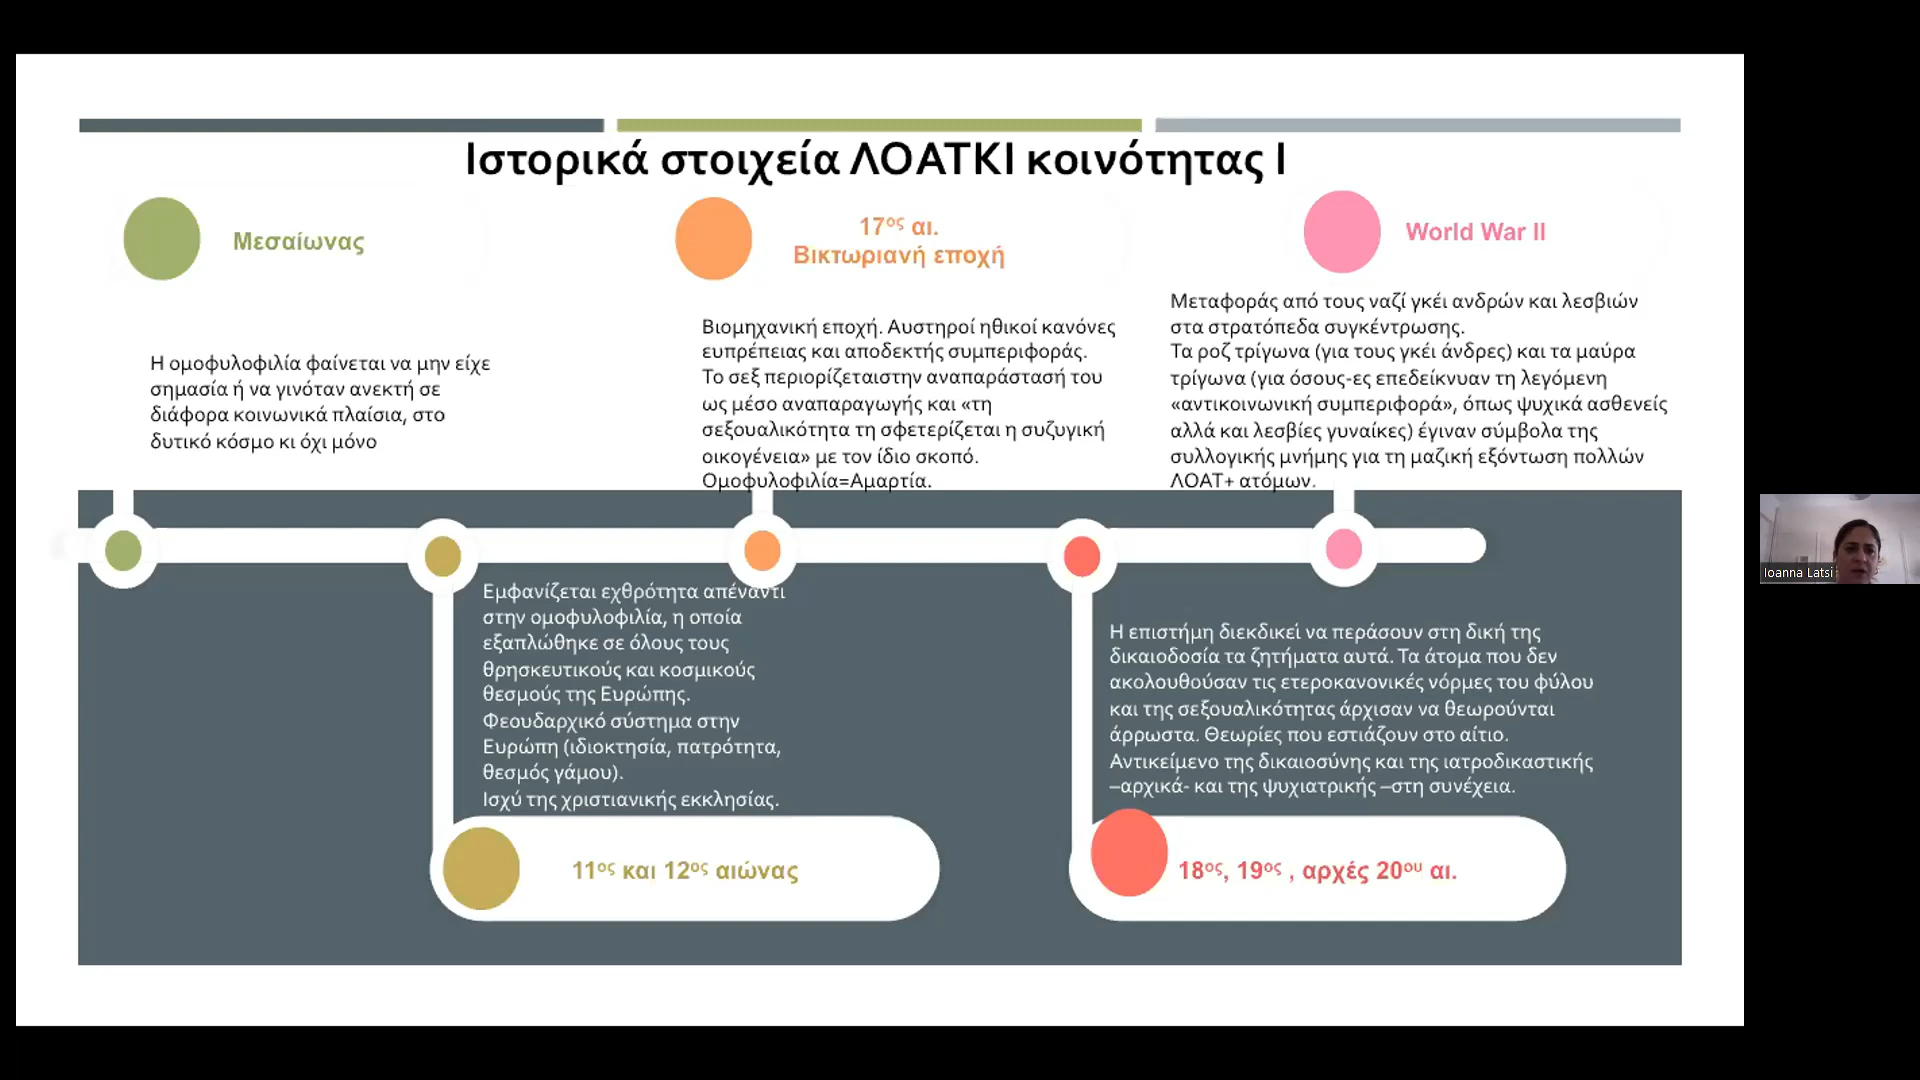 Ιστορικά στοιχεία ΛΟΑΤΚΙ κοινότητας Ι
Μεσαίωνας
Η ομοφυλοφιλία φαίνεται να μην είχε
σημασία ή να γινόταν ανεκτή σε
διάφορα κοινωνικά πλαίσια, στο
δυτικό κόσμο κι όχι μόνο
17ος αι.
Βικτωριανή εποχή
Βιομηχανική εποχή. Αυστηροί ηθικοί κανόνες
ευπρέπειας και αποδεκτής συμπεριφοράς.
Το σεξ περιορίζεταιστην αναπαράστασή του
ως μέσο αναπαραγωγής και «τη
σεξουαλικότητα τη σφετερίζεται η συζυγική
οικογένεια» με τον ίδιο σκοπό.
Ομοφυλοφιλία=Αμαρτία.
World War II
Μεταφοράς από τους ναζί γκέι ανδρών και λεσβιών
στα στρατόπεδα συγκέντρωσης.
Τα ροζ τρίγωνα (για τους γκέι άνδρες) και τα μαύρα
τρίγωνα (για όσους-ες επεδείκνυαν τη λεγόμενη
«αντικοινωνική συμπεριφορά», όπως ψυχικά ασθενείς
αλλά και λεσβίες γυναίκες) έγιναν σύμβολα της
συλλογικής μνήμης για τη μαζική εξόντωση πολλών
ΛΟΑΤ+ ατόμων.
Εμφανίζεται εχθρότητα απέναντι
στην ομοφυλοφιλία, η οποία
εξαπλώθηκε σε όλους τους
θρησκευτικούς και κοσμικούς
θεσμούς της Ευρώπης.
Φεουδαρχικό σύστημα στην
Ευρώπη (ιδιοκτησία, πατρότητα,
θεσμός γάμου).
Ισχύ της χριστιανικής εκκλησίας.
11ος και 12ος αιώνας
Η επιστήμη διεκδικεί να περάσουν στη δική της
δικαιοδοσία τα ζητήματα αυτά. Τα άτομα που δεν
ακολουθούσαν τις ετεροκανονικές νόρμες του φύλου
και της σεξουαλικότητας άρχισαν να θεωρούνται
άρρωστα. Θεωρίες που εστιάζουν στο αίτιο.
Αντικείμενο της δικαιοσύνης και της ιατροδικαστικής
–αρχικά- και της ψυχιατρικής –στη συνέχεια.
18ος, 19ος , αρχές 20ου αι.
Ioanna Latsi